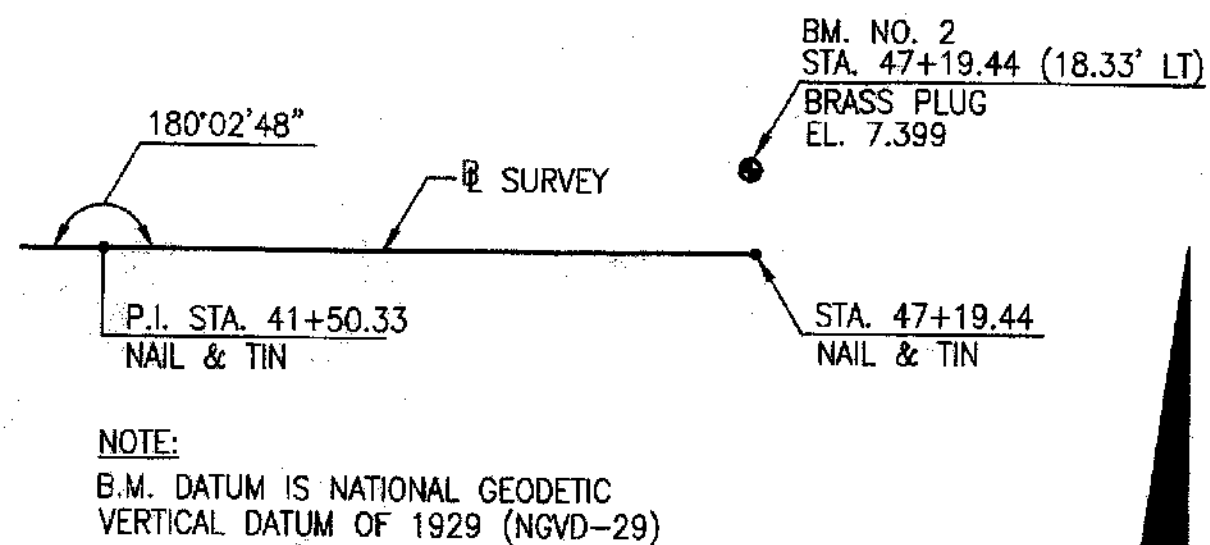 BM. NO. 2
STA. 47+19.44 (18.33' LT)
BRASS PLUG
EL. 7.399
180°02'48"
℄ SURVEY
P.I. STA. 41+50.33
NAIL & TIN
STA. 47+19.44
NAIL & TIN
NOTE:
B.M. DATUM IS NATIONAL GEODETIC
VERTICAL DATUM OF 1929 (NGVD-29)